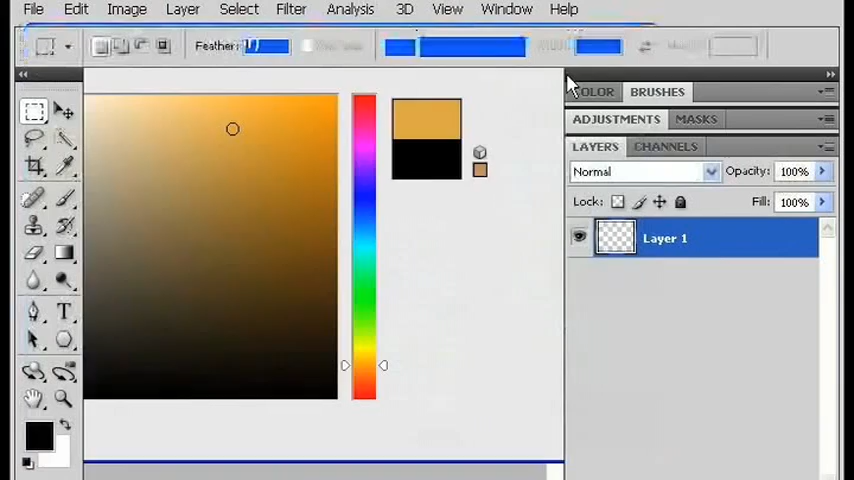 File Edit Image Layer Select Filter Analysis 3D View Window Help
Feather:
COLOR BRUSHES
ADJUSTMENTS MASKS
LAYERS CHANNELS
Normal Opacity: 100%
Lock: Fill: 100%
Layer 1
T